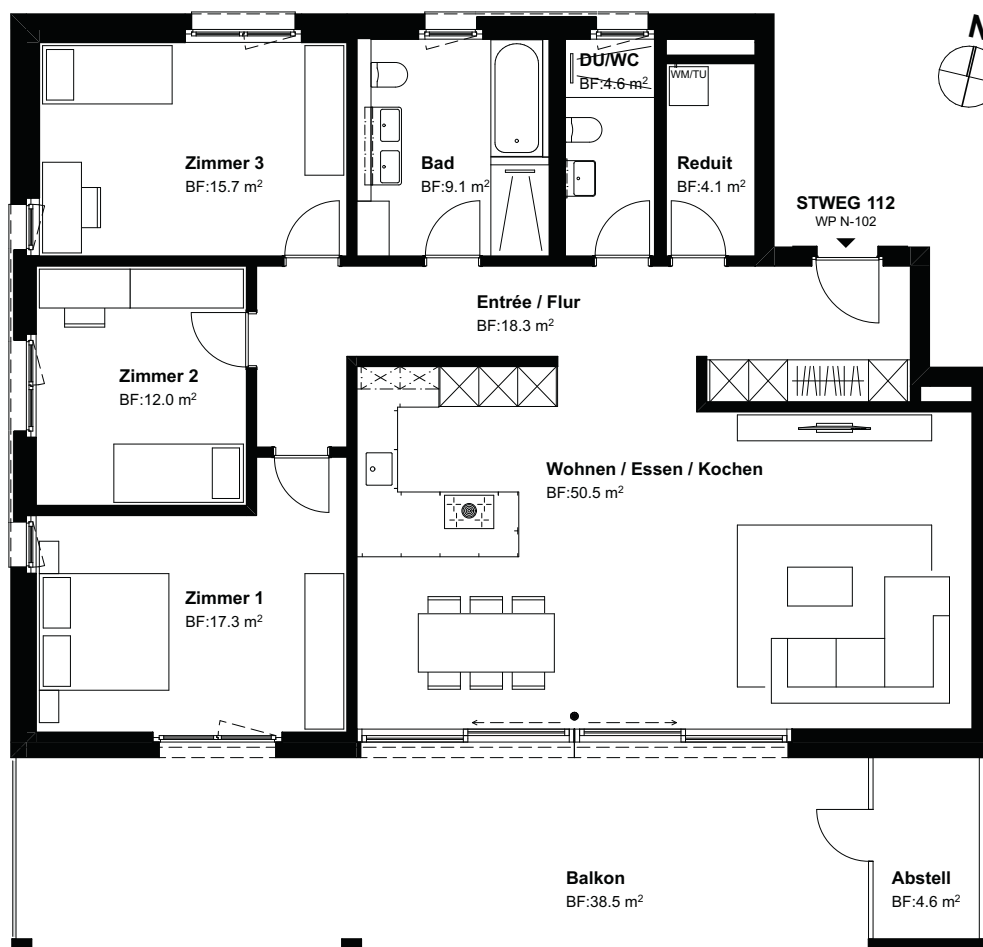 N
DU/WC
BF:4.6 m²
WM/TU
Zimmer 3
BF:15.7 m²
Bad
BF:9.1 m²
Reduit
BF:4.1 m²
STWEG 112
WP N-102
Entrée / Flur
BF:18.3 m²
Zimmer 2
BF:12.0 m²
Wohnen / Essen / Kochen
BF:50.5 m²
Zimmer 1
BF:17.3 m²
Balkon
BF:38.5 m²
Abstell
BF:4.6 m²